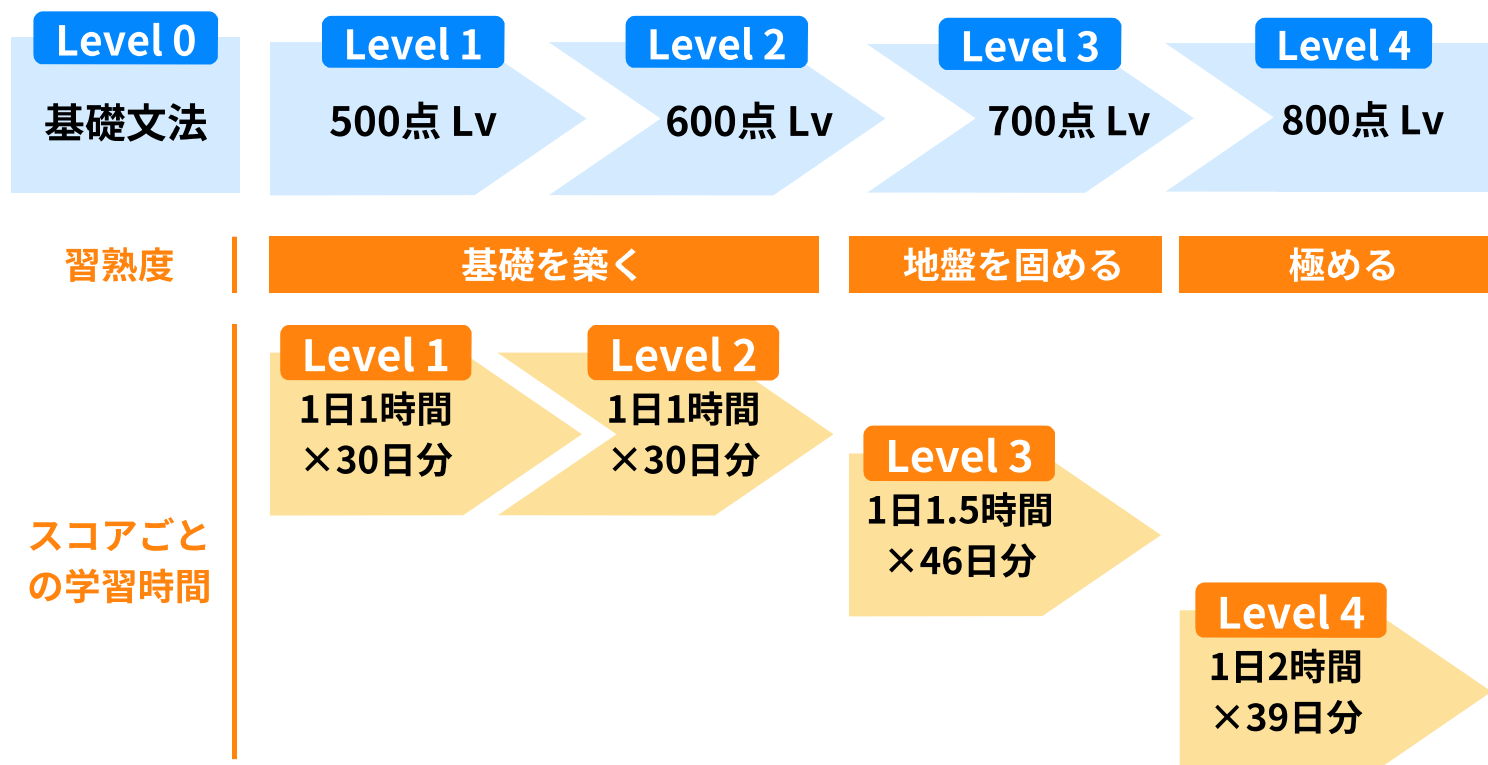 Level 0
基礎文法
Level 1
500点 Lv
Level 2
600点 Lv
Level 3
700点 Lv
Level 4
800点 Lv
習熟度
基礎を築く
地盤を固める
極める
スコアごと
の学習時間
Level 1
1日1時間
×30日分
Level 2
1日1時間
×30日分
Level 3
1日1.5時間
×46日分
Level 4
1日2時間
×39日分